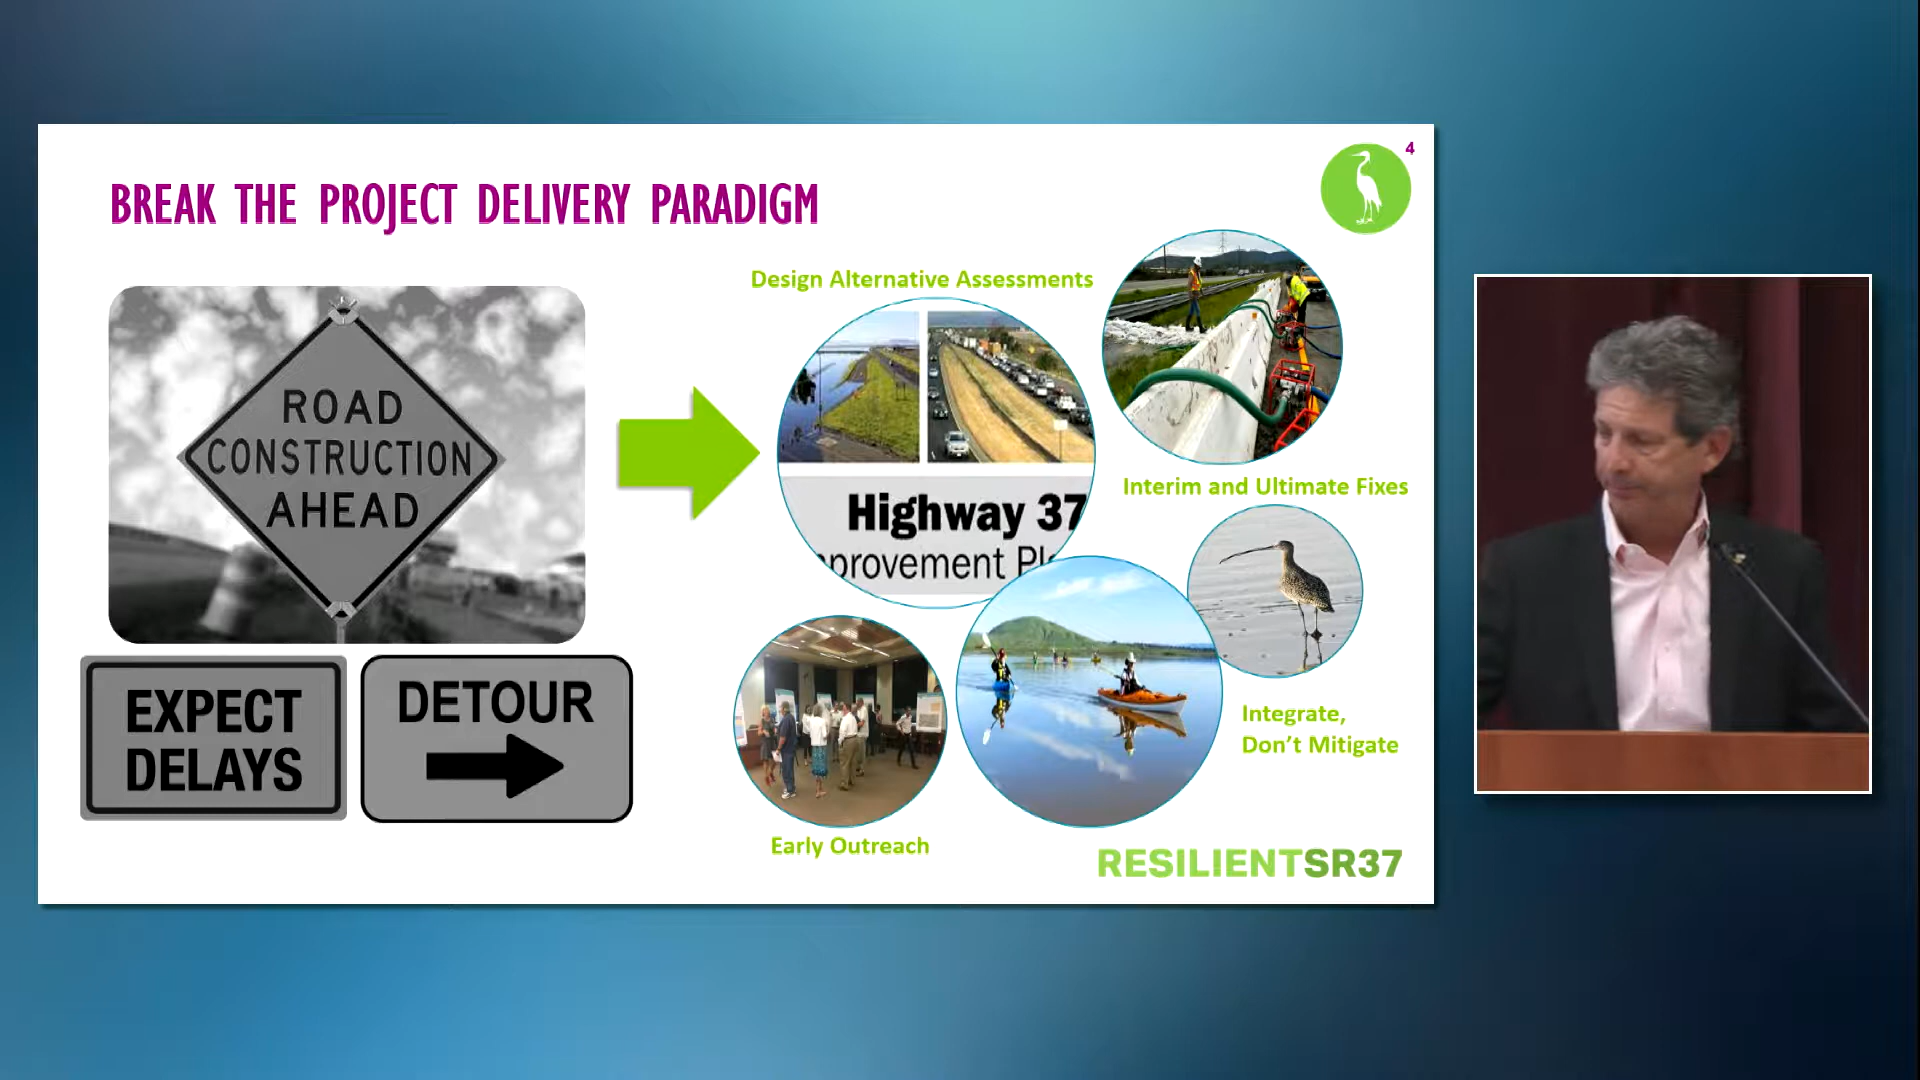 4
BREAK THE PROJECT DELIVERY PARADIGM
ROAD
CONSTRUCTION
AHEAD
EXPECT
DELAYS
DETOUR
Design Alternative Assessments
Highway 37
Interim and Ultimate Fixes
Integrate,
Don't Mitigate
Early Outreach
RESILIENTSR37